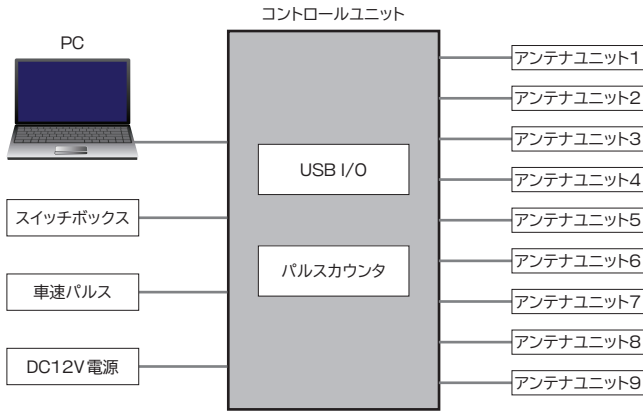 コントロールユニット
PC
スイッチボックス
車速パルス
DC12V電源
USB I/O
パルスカウンタ
アンテナユニット1
アンテナユニット2
アンテナユニット3
アンテナユニット4
アンテナユニット5
アンテナユニット6
アンテナユニット7
アンテナユニット8
アンテナユニット9